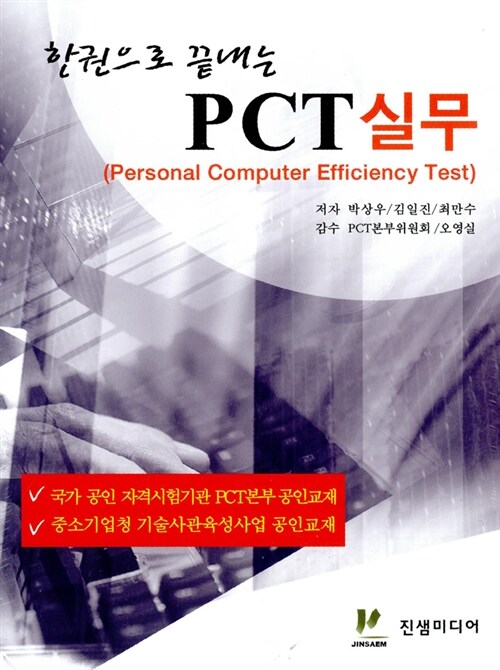 한권으로 끝내는
PCT실무
(Personal Computer Efficiency Test)
저자 박상우/김일진/최만수
감수 PCT본부위원회/오영실
국가 공인 자격시험기관 PCT본부 공인교재
중소기업청 기술사관육성사업 공인교재
JINSAEM
진샘미디어